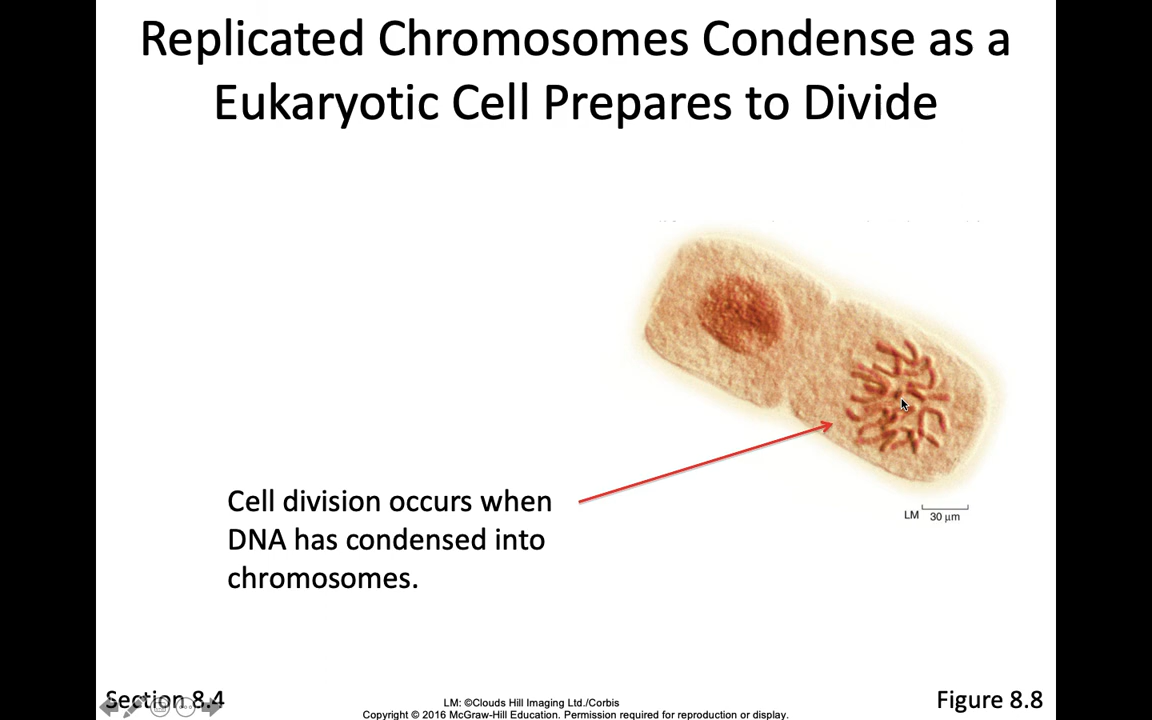 Replicated Chromosomes Condense as a
Eukaryotic Cell Prepares to Divide
Cell division occurs when
DNA has condensed into
chromosomes.
LM 30 μm
Section 8.4
LM: ©Clouds Hill Imaging Ltd./Corbis
Copyright © 2016 McGraw-Hill Education. Permission required for reproduction or display.
Figure 8.8